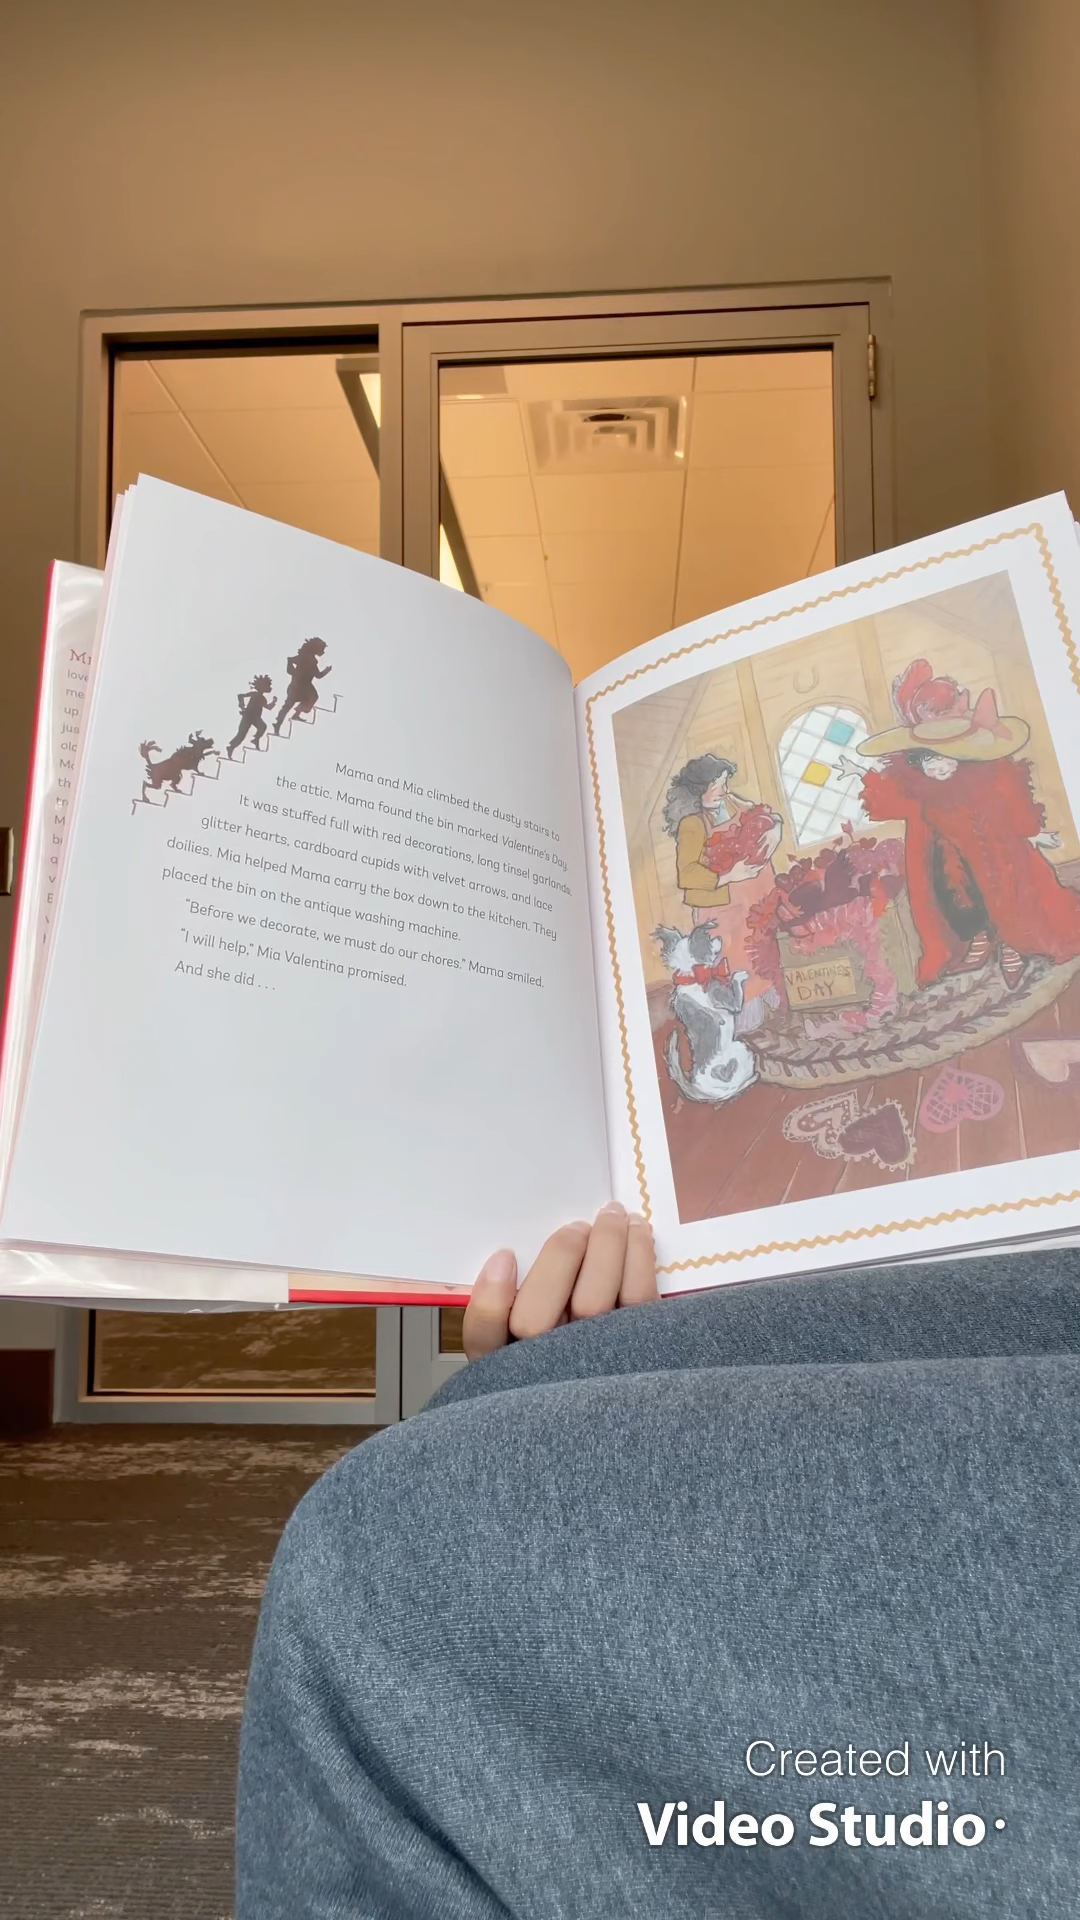 Mama and Mia climbed the dusty stairs to
the attic. Mama found the bin marked Valentine's Day.
It was stuffed full with red decorations, long tinsel garlands,
glitter hearts, cardboard cupids with velvet arrows, and lace
doilies. Mia helped Mama carry the box down to the kitchen. They
placed the bin on the antique washing machine.
"Before we decorate, we must do our chores." Mama smiled.
"I will help," Mia Valentina promised.
And she did . . .
VALENTINE'S
DAY
Created with
Video Studio